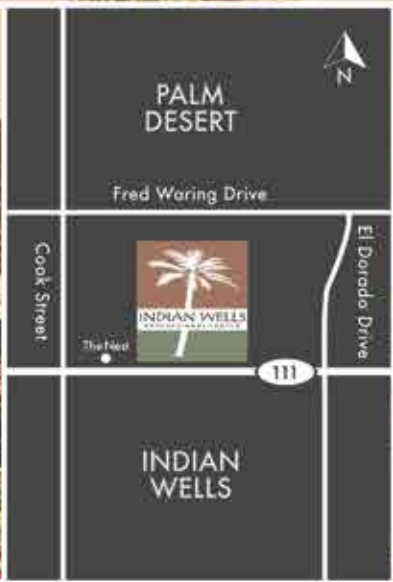 N
PALM
DESERT
Fred Waring Drive
Cook Street
El Dorado Drive
INDIAN WELLS
The Nest
111
INDIAN
WELLS